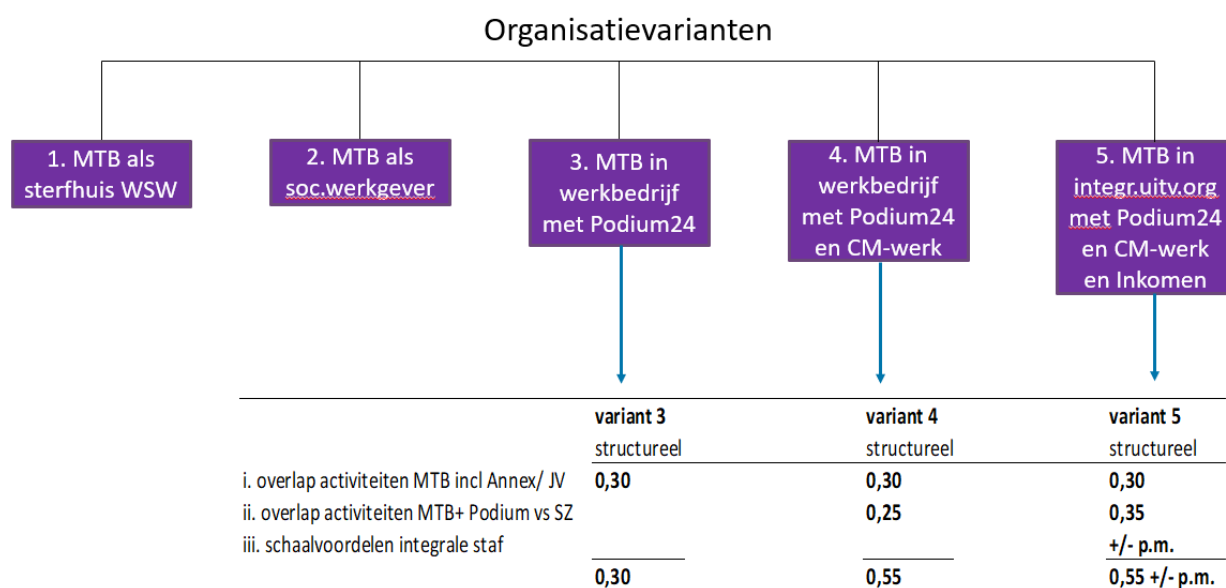 Organisatievarianten
1. MTB als
sterfhuis WSW
2. MTB als
soc.werkgever
3. MTB in
werkbedrijf
met Podium24
4. MTB in
werkbedrijf
met Podium24
en CM-werk
5. MTB in
integr.uitv.org
met Podium24
en CM-werk
en Inkomen
variant 3 variant 4 variant 5
structureel structureel structureel
i. overlap activiteiten MTB incl Annex/ JV 0,30 0,30 0,30
ii. overlap activiteiten MTB+ Podium vs SZ 0,25 0,35
iii. schaalvoordelen integrale staf +/- p.m.
0,30 0,55 0,55 +/- p.m.